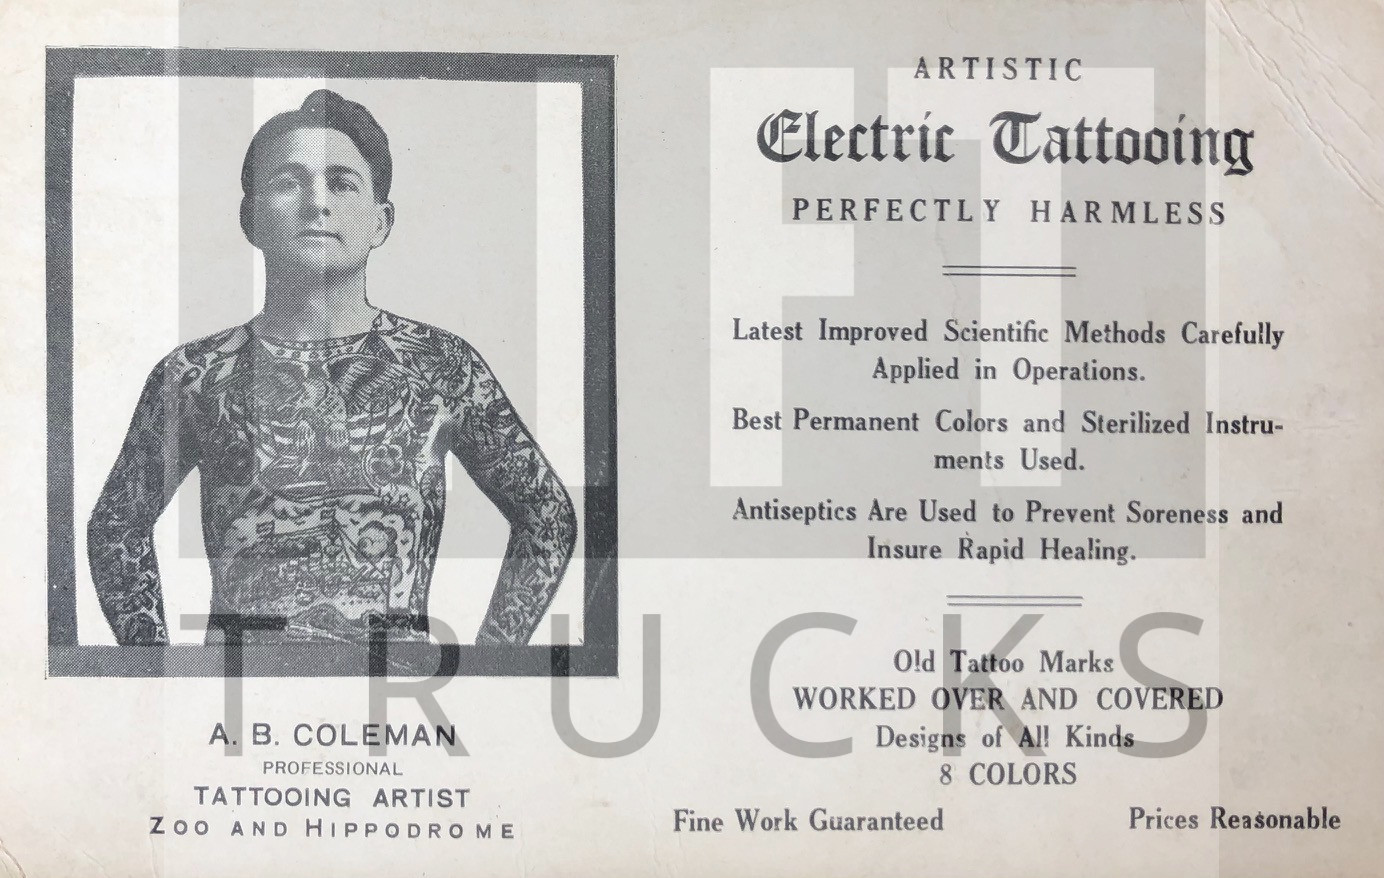 A. B. COLEMAN
PROFESSIONAL
TATTOOING ARTIST
ZOO AND HIPPODROME
ARTISTIC
Electric Tattooing
PERFECTLY HARMLESS
Latest Improved Scientific Methods Carefully
Applied in Operations.
Best Permanent Colors and Sterilized Instru-
ments Used.
Antiseptics Are Used to Prevent Soreness and
Insure Rapid Healing.
Old Tattoo Marks
WORKED OVER AND COVERED
Designs of All Kinds
8 COLORS
Fine Work Guaranteed Prices Reasonable
TRUCKS